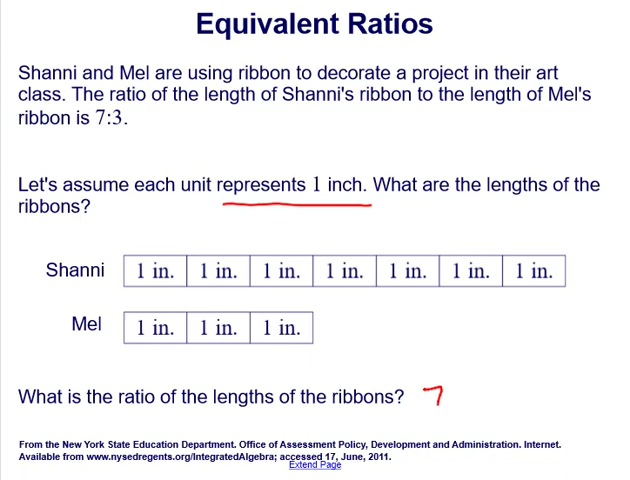 Equivalent Ratios
Shanni and Mel are using ribbon to decorate a project in their art
class. The ratio of the length of Shanni's ribbon to the length of Mel's
ribbon is 7:3.
Let's assume each unit represents 1 inch. What are the lengths of the
ribbons?
Shanni 1 in. 1 in. 1 in. 1 in. 1 in. 1 in. 1 in.
Mel 1 in. 1 in. 1 in.
What is the ratio of the lengths of the ribbons? 7
From the New York State Education Department. Office of Assessment Policy, Development and Administration. Internet.
Available from www.nysedregents.org/IntegratedAlgebra; accessed 17, June, 2011.
Extend Page